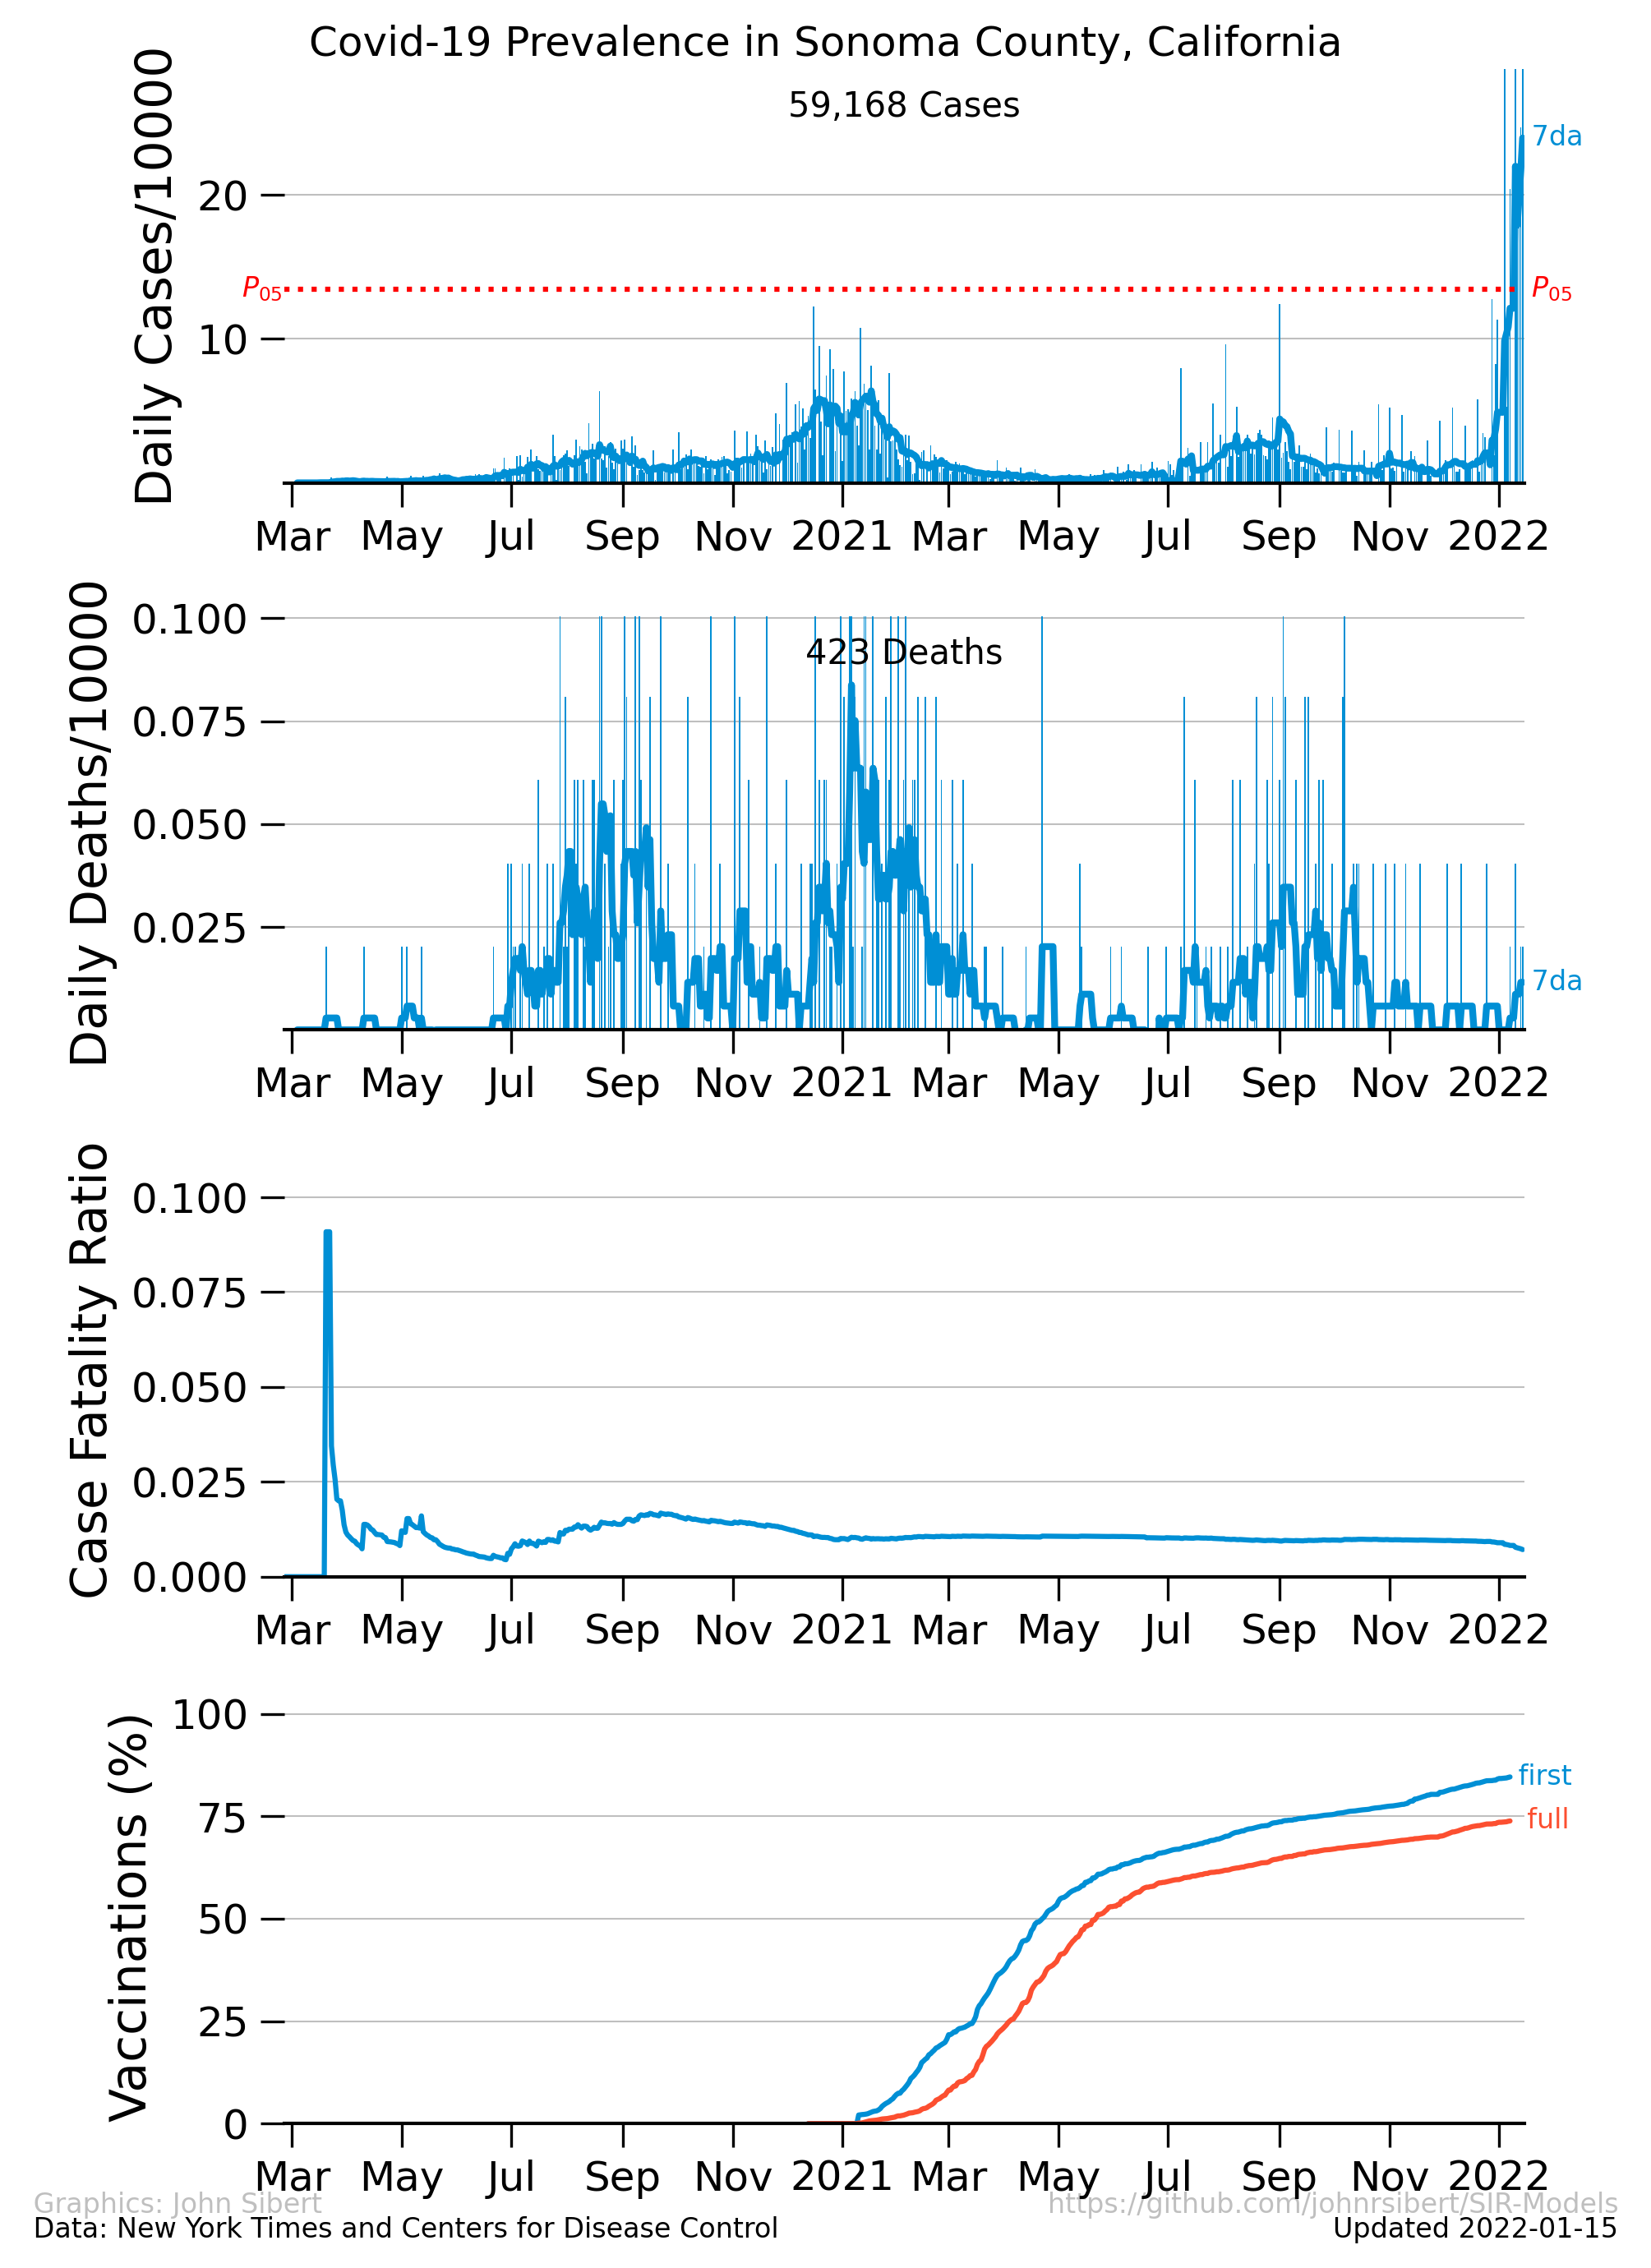 Covid-19 Prevalence in Sonoma County, California
59,168 Cases
Daily Cases/10000
20
10
P05
P05
7da
Mar May Jul Sep Nov 2021 Mar May Jul Sep Nov 2022
423 Deaths
Daily Deaths/10000
0.100
0.075
0.050
0.025
7da
Mar May Jul Sep Nov 2021 Mar May Jul Sep Nov 2022
Case Fatality Ratio
0.100
0.075
0.050
0.025
0.000
Mar May Jul Sep Nov 2021 Mar May Jul Sep Nov 2022
Vaccinations (%)
100
75
50
25
0
first
full
Mar May Jul Sep Nov 2021 Mar May Jul Sep Nov 2022
Graphics: John Sibert
https://github.com/johnrsibert/SIR-Models
Data: New York Times and Centers for Disease Control
Updated 2022-01-15